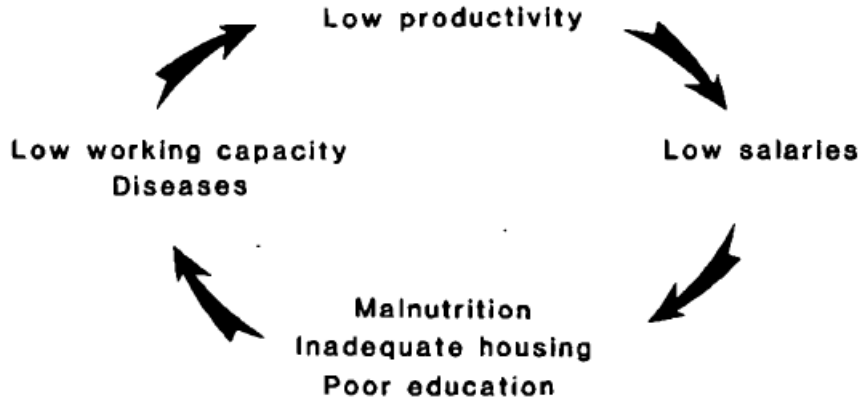 Low productivity
Low working capacity
Diseases
Low salaries
Malnutrition
Inadequate housing
Poor education